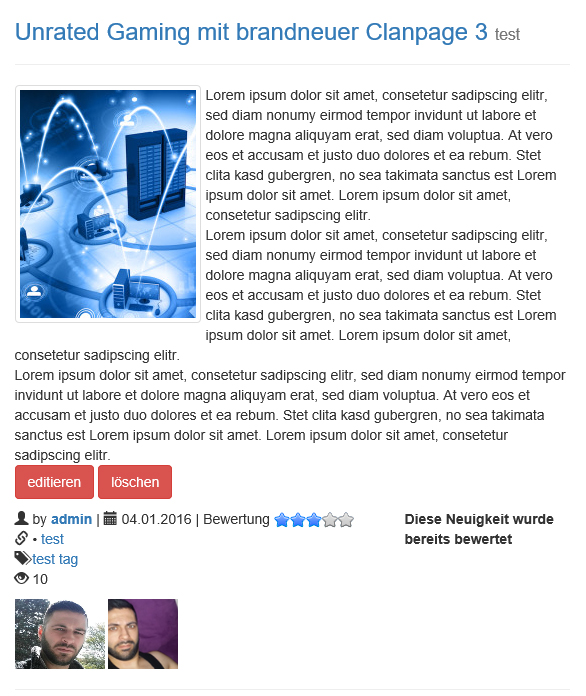 Unrated Gaming mit brandneuer Clanpage 3 test
Lorem ipsum dolor sit amet, consetetur sadipscing elitr,
sed diam nonumy eirmod tempor invidunt ut labore et
dolore magna aliquyam erat, sed diam voluptua. At vero
eos et accusam et justo duo dolores et ea rebum. Stet
clita kasd gubergren, no sea takimata sanctus est Lorem
ipsum dolor sit amet. Lorem ipsum dolor sit amet,
consetetur sadipscing elitr.
Lorem ipsum dolor sit amet, consetetur sadipscing elitr,
sed diam nonumy eirmod tempor invidunt ut labore et
dolore magna aliquyam erat, sed diam voluptua. At vero
eos et accusam et justo duo dolores et ea rebum. Stet
clita kasd gubergren, no sea takimata sanctus est Lorem
ipsum dolor sit amet. Lorem ipsum dolor sit amet,
consetetur sadipscing elitr.
Lorem ipsum dolor sit amet, consetetur sadipscing elitr, sed diam nonumy eirmod tempor
invidunt ut labore et dolore magna aliquyam erat, sed diam voluptua. At vero eos et
accusam et justo duo dolores et ea rebum. Stet clita kasd gubergren, no sea takimata
sanctus est Lorem ipsum dolor sit amet. Lorem ipsum dolor sit amet, consetetur
sadipscing elitr.
editieren löschen
by admin | 04.01.2016 | Bewertung
• test
test tag
10
Diese Neuigkeit wurde
bereits bewertet